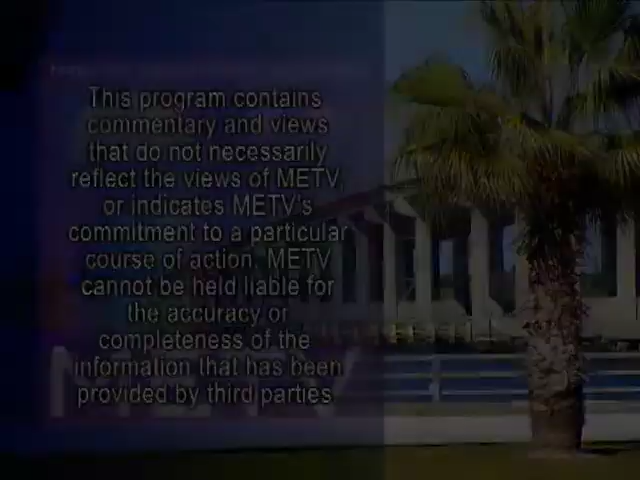 This program contains
commentary and views
that do not necessarily
reflect the views of METV,
or indicates METV's
commitment to a particular
course of action. METV
cannot be held liable for
the accuracy or
completeness of the
information that has been
provided by third parties
METV